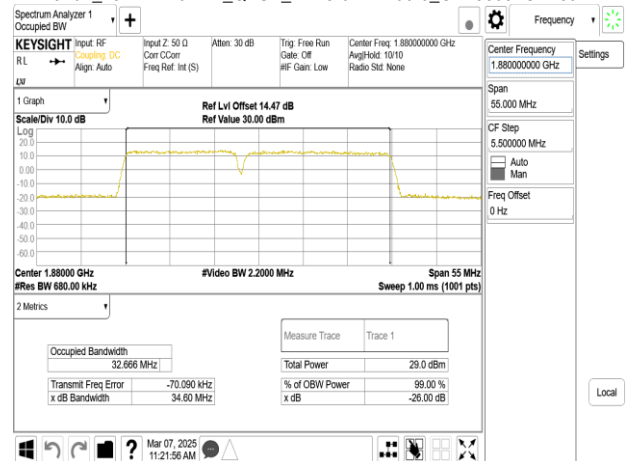 Spectrum Analyzer 1
Occupied BW
Frequency
KEYSIGHT
RL
LXI
Input: RF
Coupling: DC
Align: Auto
Input Z: 50 Ω
Corr CCorr
Freq Ref: Int (S)
Atten: 30 dB
Trig: Free Run
Gate: Off
#IF Gain: Low
Center Freq: 1.880000000 GHz
Avg|Hold: 10/10
Radio Std: None
Center Frequency
1.880000000 GHz
Settings
Span
55.000 MHz
CF Step
5.500000 MHz
Auto
Man
Freq Offset
0 Hz
Local
1 Graph
Scale/Div 10.0 dB
Ref Lvl Offset 14.47 dB
Ref Value 30.00 dBm
Log
20.0
10.0
0.00
-10.0
-20.0
-30.0
-40.0
-50.0
-60.0
Center 1.88000 GHz
#Video BW 2.2000 MHz
Span 55 MHz
#Res BW 680.00 kHz
Sweep 1.00 ms (1001 pts)
2 Metrics
Measure Trace
Trace 1
Occupied Bandwidth
32.666 MHz
Total Power
29.0 dBm
Transmit Freq Error
-70.090 kHz
% of OBW Power
99.00 %
x dB Bandwidth
34.60 MHz
x dB
-26.00 dB
?
Mar 07, 2025
11:21:56 AM